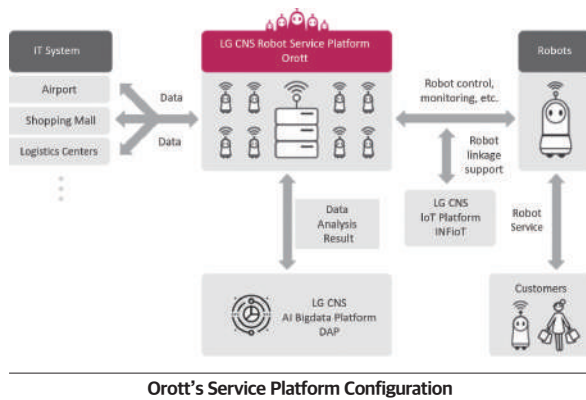 IT System
Airport
Shopping Mall
Logistics Centers
Data
Data
LG CNS Robot Service Platform
Orott
Robot control,
monitoring, etc.
Robot
linkage
support
Robots
Data
Analysis
Result
LG CNS
IoT Platform
INFioT
Robot
Service
LG CNS
AI Bigdata Platform
DAP
Customers
Orott's Service Platform Configuration